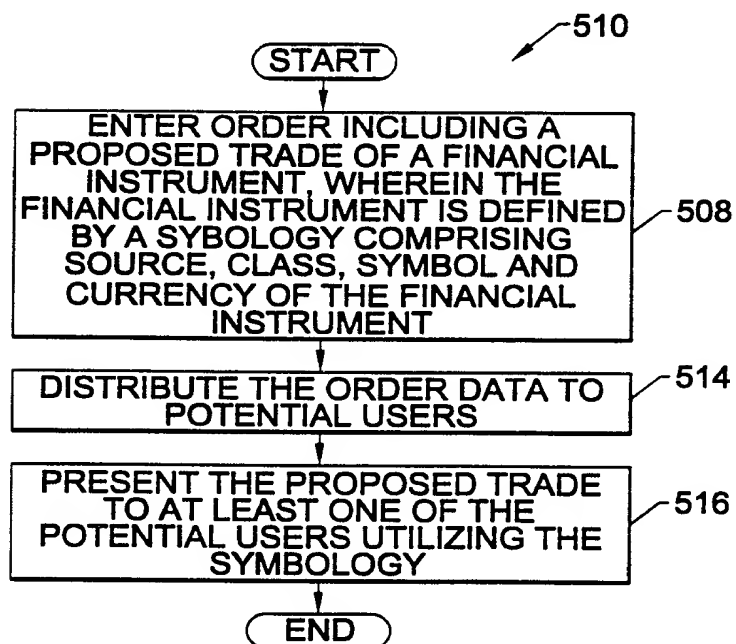 510
START
ENTER ORDER INCLUDING A
PROPOSED TRADE OF A FINANCIAL
INSTRUMENT, WHEREIN THE
FINANCIAL INSTRUMENT IS DEFINED
BY A SYBOLOGY COMPRISING
SOURCE, CLASS, SYMBOL AND
CURRENCY OF THE FINANCIAL
INSTRUMENT
508
DISTRIBUTE THE ORDER DATA TO
POTENTIAL USERS
514
PRESENT THE PROPOSED TRADE
TO AT LEAST ONE OF THE
POTENTIAL USERS UTILIZING THE
SYMBOLOGY
516
END